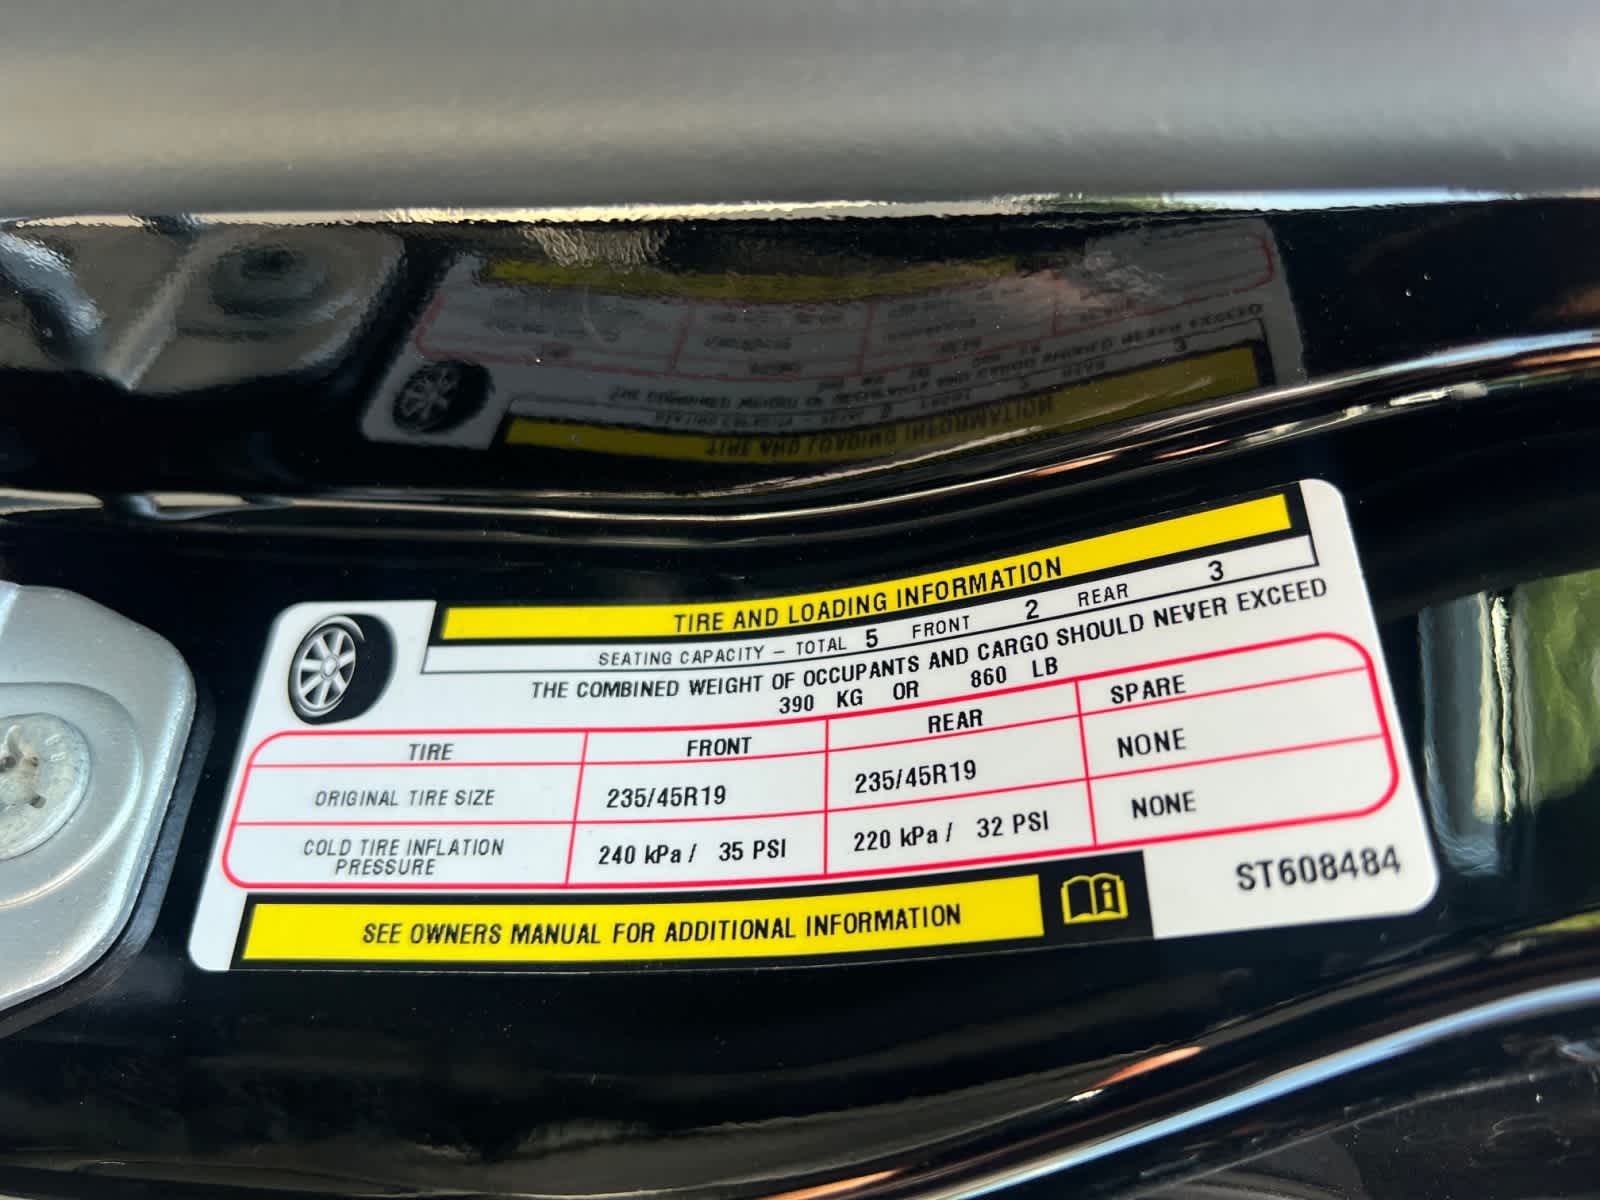 TIRE AND LOADING INFORMATION
SEATING CAPACITY – TOTAL 5 FRONT 2 REAR 3
THE COMBINED WEIGHT OF OCCUPANTS AND CARGO SHOULD NEVER EXCEED
390 KG OR 860 LB
TIRE FRONT REAR SPARE
ORIGINAL TIRE SIZE 235/45R19 235/45R19 NONE
COLD TIRE INFLATION
PRESSURE 240 kPa / 35 PSI 220 kPa / 32 PSI NONE
SEE OWNERS MANUAL FOR ADDITIONAL INFORMATION
ST608484